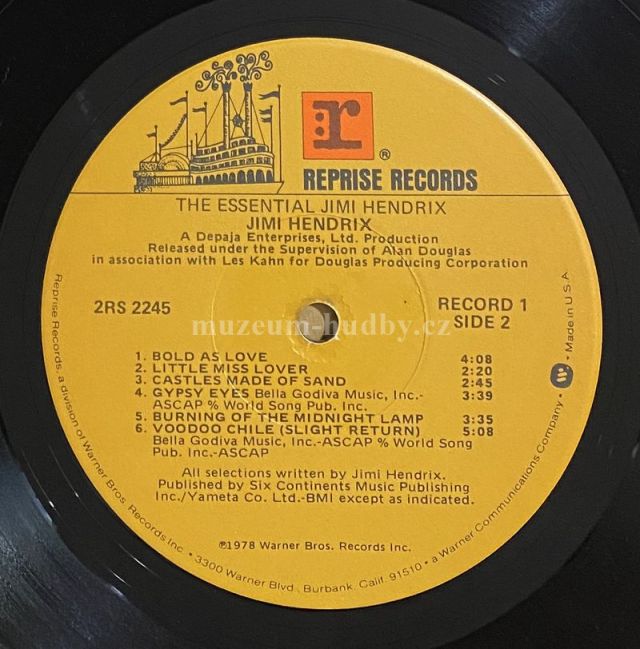 r
®
REPRISE RECORDS
THE ESSENTIAL JIMI HENDRIX
JIMI HENDRIX
A Depaja Enterprises, Ltd. Production
Released under the Supervision of Alan Douglas
in association with Les Kahn for Douglas Producing Corporation
2RS 2245
RECORD 1
SIDE 2
muzeum-hudby.cz
1. BOLD AS LOVE 4:08
2. LITTLE MISS LOVER 2:20
3. CASTLES MADE OF SAND 2:45
4. GYPSY EYES Bella Godiva Music, Inc.- 3:39
ASCAP % World Song Pub. Inc.
5. BURNING OF THE MIDNIGHT LAMP 3:35
6. VOODOO CHILE (SLIGHT RETURN) 5:08
Bella Godiva Music, Inc.-ASCAP % World Song
Pub. Inc.-ASCAP
All selections written by Jimi Hendrix.
Published by Six Continents Music Publishing
Inc./Yameta Co. Ltd.-BMI except as indicated.
℗1978 Warner Bros. Records Inc.
Reprise Records, a division of Warner Bros. Records Inc. • 3300 Warner Blvd., Burbank, Calif. 91510 • a Warner Communications Company • W • Made in U.S.A.